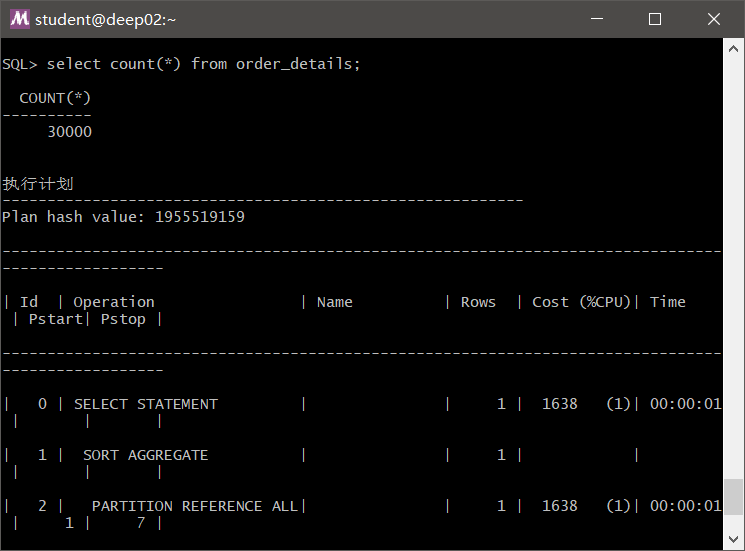 student@deep02:~
SQL> select count(*) from order_details;
  COUNT(*)
----------
     30000
执行计划
----------------------------------------------------------
Plan hash value: 1955519159
--------------------------------------------------------------------------------
------------------
| Id  | Operation                | Name            | Rows  | Cost (%CPU)| Time
 | Pstart| Pstop |
--------------------------------------------------------------------------------
------------------
|   0 | SELECT STATEMENT         |               |     1 |  1638   (1)| 00:00:01
 |       |       |
|   1 |  SORT AGGREGATE          |               |     1 |            |
 |       |       |
|   2 |   PARTITION REFERENCE ALL|               |     1 |  1638   (1)| 00:00:01
 |     1 |     7 |